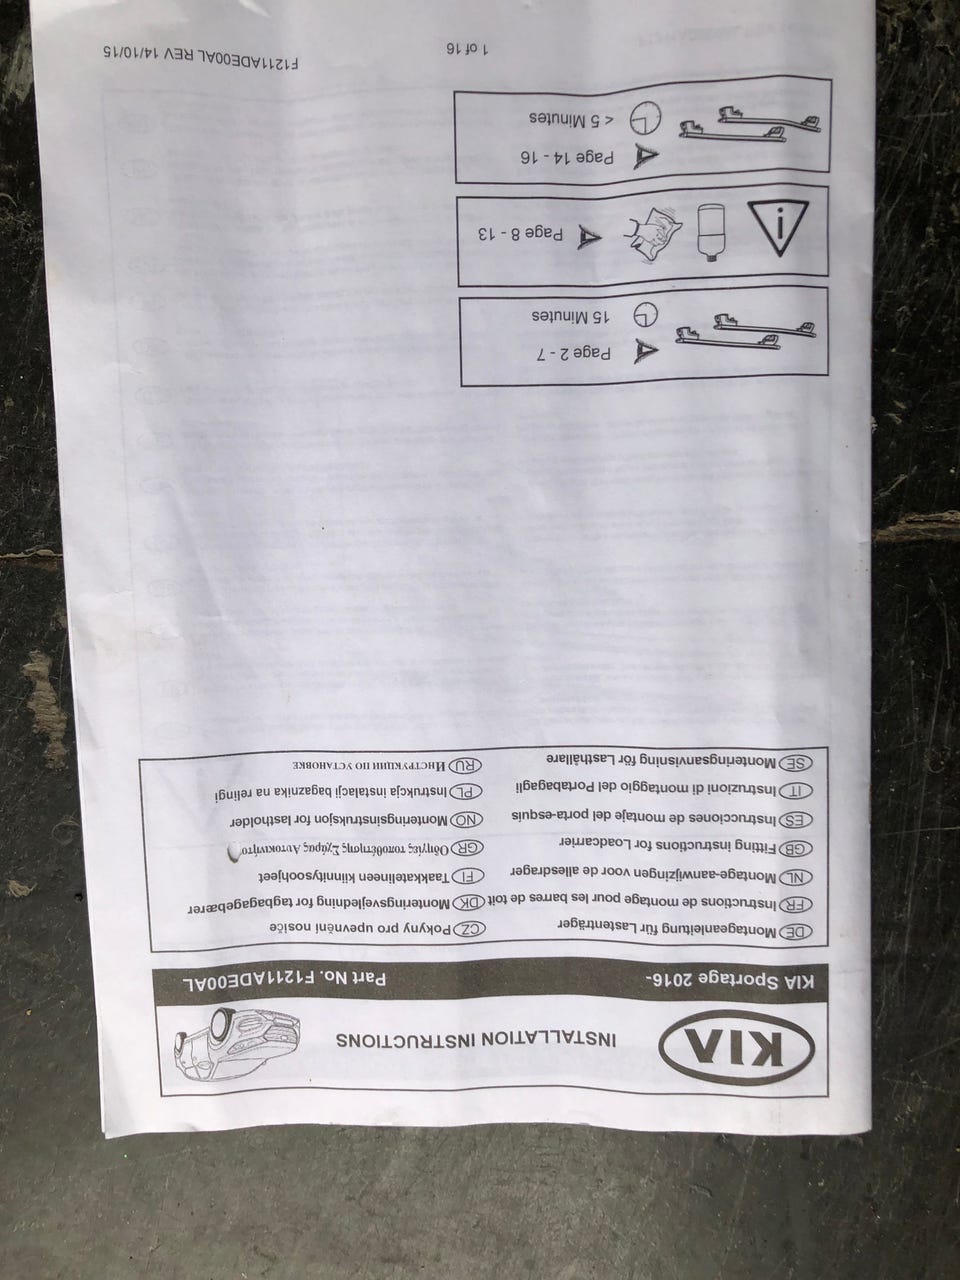 KIA
INSTALLATION INSTRUCTIONS
KIA Sportage 2016-
Part No. F1211ADE00AL
DE Montageanleitung für Lastenträger
FR Instructions de montage pour les barres de toit
NL Montage-aanwijzingen voor de allesdrager
GB Fitting instructions for Loadcarrier
ES Instrucciones de montaje del porta-esquis
IT Instruzioni di montaggio del Portabagagli
SE Monteringsanvisning för Lasthållare
CZ Pokyny pro upevnění nosiče
DK Monteringsvejledning for tagbagagebærer
FI Taakkatelineen kiinnitysoohjeet
GR Οδηγίες τοποθέτησης Σχάρας Αυτοκινήτο
NO Monteringsinstruksjon for lastholder
PL Instrukcja instalacji bagaznika na relingi
RU Инструкции по установке
Page 2 - 7
15 Minutes
i
Page 8 - 13
Page 14 - 16
< 5 Minutes
1 of 16
F1211ADE00AL REV 14/10/15